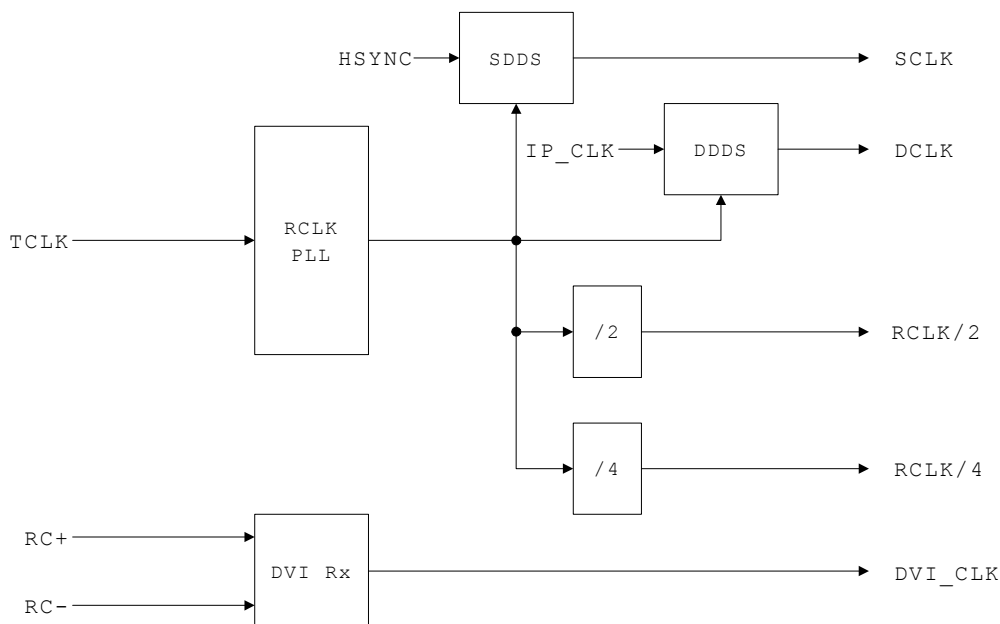 HSYNC
SDDS
SCLK
IP_CLK
DDDS
DCLK
TCLK
RCLK
PLL
/2
RCLK/2
/4
RCLK/4
RC+
DVI Rx
DVI_CLK
RC-